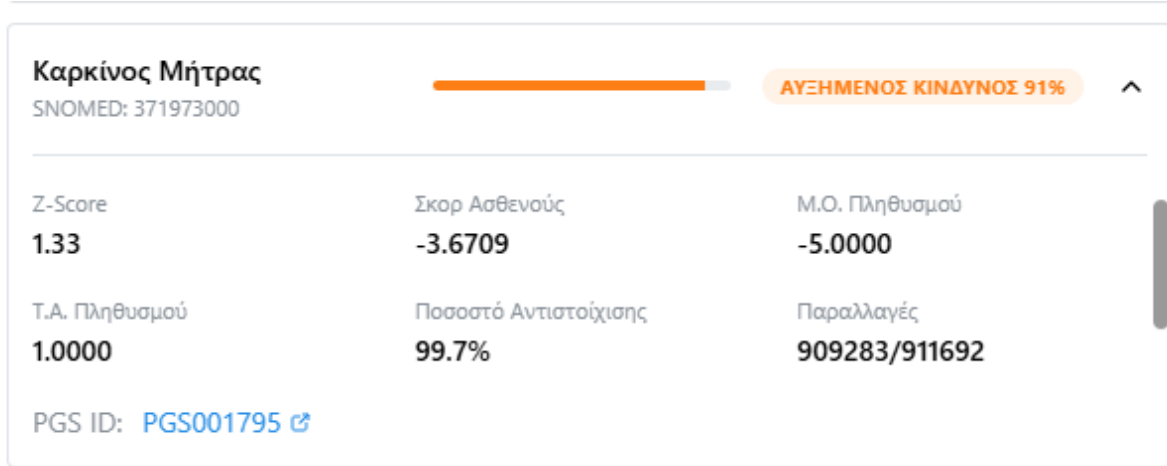 Καρκίνος Μήτρας
ΑΥΞΗΜΕΝΟΣ ΚΙΝΔΥΝΟΣ 91%
SNOMED: 371973000
Z-Score
Σκορ Ασθενούς
Μ.Ο. Πληθυσμού
1.33
-3.6709
-5.0000
Τ.Α. Πληθυσμού
Ποσοστό Αντιστοίχισης
Παραλλαγές
1.0000
99.7%
909283/911692
PGS ID: PGS001795